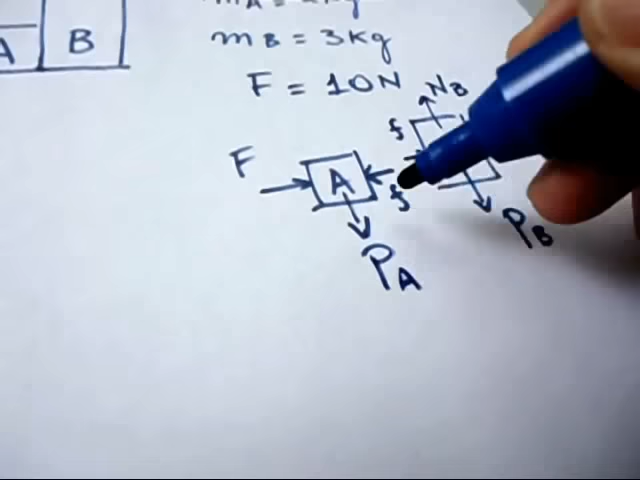 A B
mB = 3Kg
F = 10N
NB
f
F A f
PA
PB